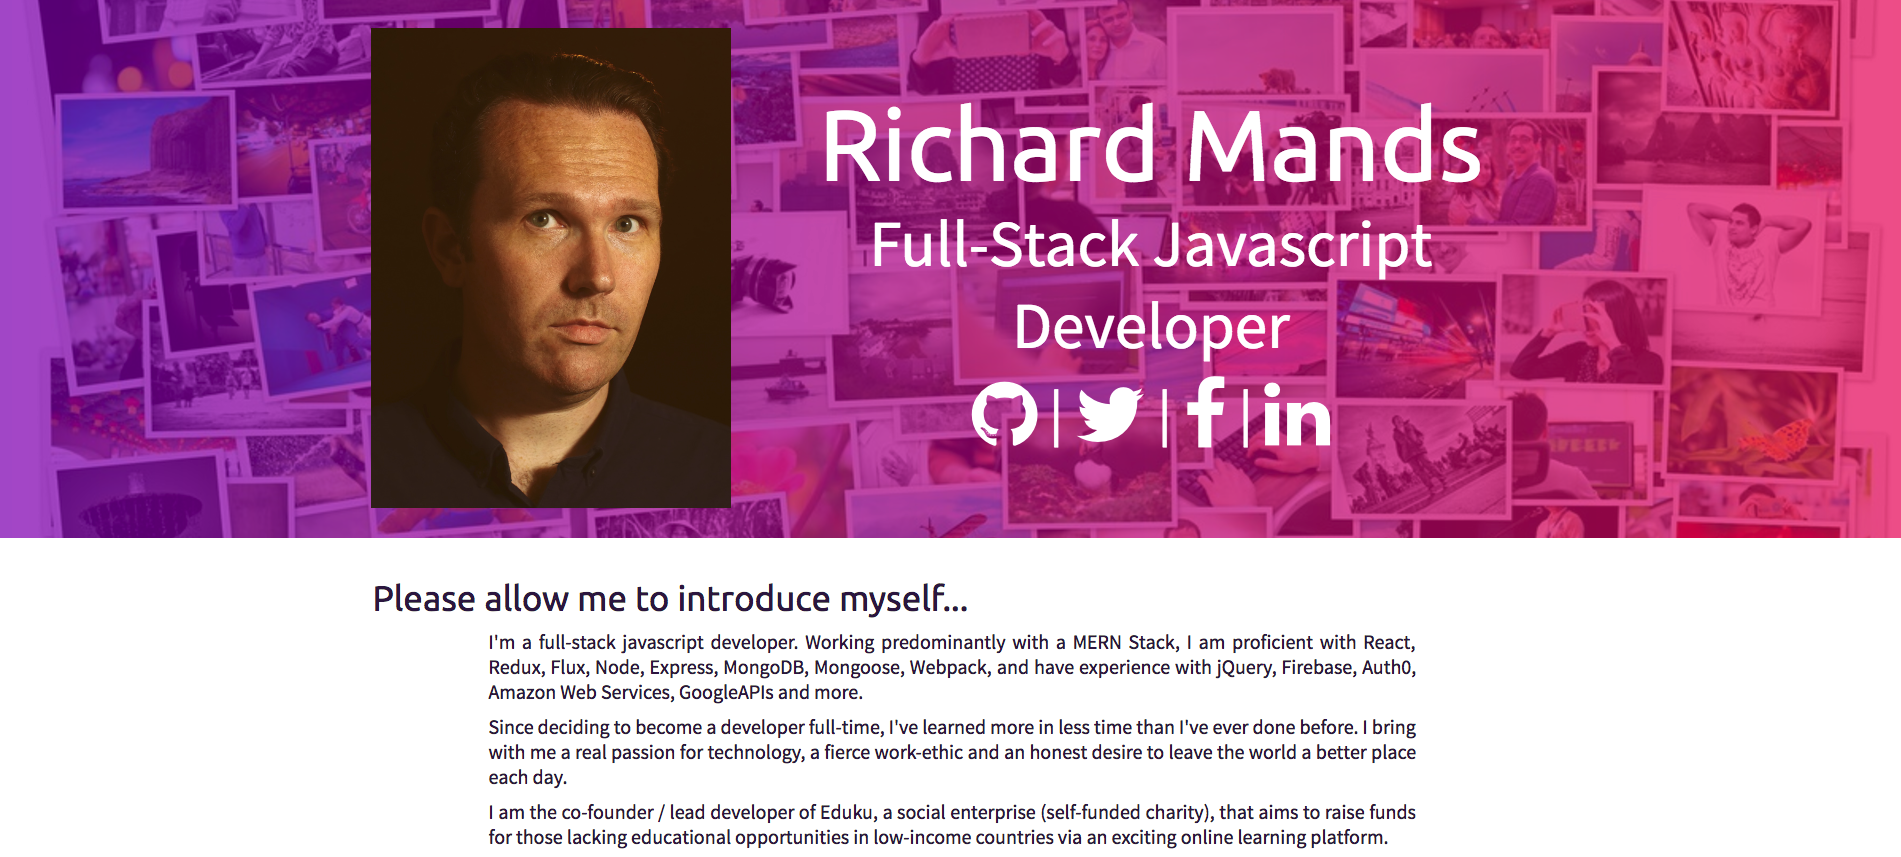 Richard Mands
Full-Stack Javascript
Developer
Please allow me to introduce myself...
I'm a full-stack javascript developer. Working predominantly with a MERN Stack, I am proficient with React,
Redux, Flux, Node, Express, MongoDB, Mongoose, Webpack, and have experience with jQuery, Firebase, Auth0,
Amazon Web Services, GoogleAPIs and more.
Since deciding to become a developer full-time, I've learned more in less time than I've ever done before. I bring
with me a real passion for technology, a fierce work-ethic and an honest desire to leave the world a better place
each day.
I am the co-founder / lead developer of Eduku, a social enterprise (self-funded charity), that aims to raise funds
for those lacking educational opportunities in low-income countries via an exciting online learning platform.